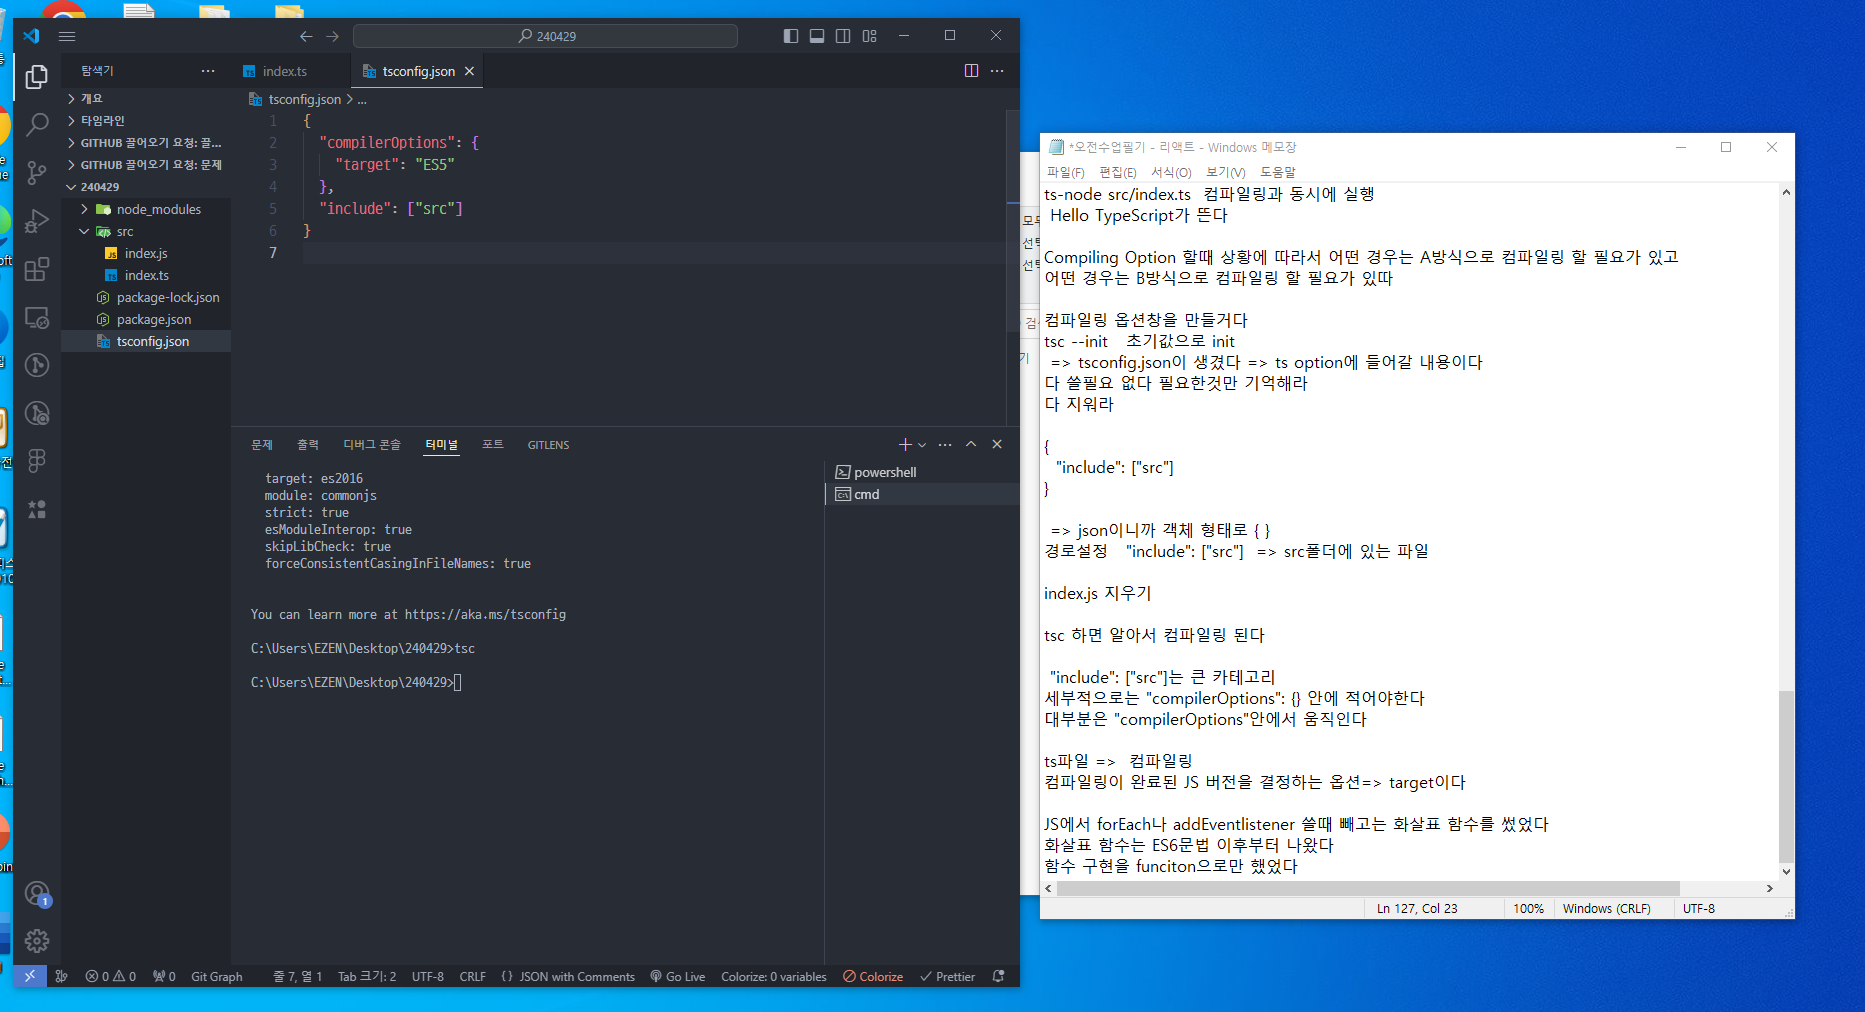 240429
탐색기
개요
타임라인
GITHUB 끌어오기 요청: 끌...
GITHUB 끌어오기 요청: 문제
240429
node_modules
src
index.js
index.ts
package-lock.json
package.json
tsconfig.json
index.ts
tsconfig.json
tsconfig.json > ...
1 {
2 "compilerOptions": {
3 "target": "ES5"
4 },
5 "include": ["src"]
6 }
7
문제 출력 디버그 콘솔 터미널 포트 GITLENS
target: es2016
module: commonjs
strict: true
esModuleInterop: true
skipLibCheck: true
forceConsistentCasingInFileNames: true
You can learn more at https://aka.ms/tsconfig
C:\Users\EZEN\Desktop\240429>tsc
C:\Users\EZEN\Desktop\240429>
powershell
cmd
1
0 0 0 Git Graph 줄 7, 열 1 Tab 크기: 2 UTF-8 CRLF {} JSON with Comments Go Live Colorize: 0 variables Colorize Prettier
*오전수업필기 - 리액트 - Windows 메모장
파일(F) 편집(E) 서식(O) 보기(V) 도움말
ts-node src/index.ts 컴파일링과 동시에 실행
Hello TypeScript가 뜬다
Compiling Option 할때 상황에 따라서 어떤 경우는 A방식으로 컴파일링 할 필요가 있고
어떤 경우는 B방식으로 컴파일링 할 필요가 있따
컴파일링 옵션창을 만들거다
tsc --init 초기값으로 init
=> tsconfig.json이 생겼다 => ts option에 들어갈 내용이다
다 쓸필요 없다 필요한것만 기억해라
다 지워라
{
"include": ["src"]
}
=> json이니까 객체 형태로 { }
경로설정 "include": ["src"] => src폴더에 있는 파일
index.js 지우기
tsc 하면 알아서 컴파일링 된다
"include": ["src"]는 큰 카테고리
세부적으로는 "compilerOptions": {} 안에 적어야한다
대부분은 "compilerOptions"안에서 움직인다
ts파일 => 컴파일링
컴파일링이 완료된 JS 버전을 결정하는 옵션=> target이다
JS에서 forEach나 addEventlistener 쓸때 빼고는 화살표 함수를 썼었다
화살표 함수는 ES6문법 이후부터 나왔다
함수 구현을 funciton으로만 했었다
Ln 127, Col 23 100% Windows (CRLF) UTF-8